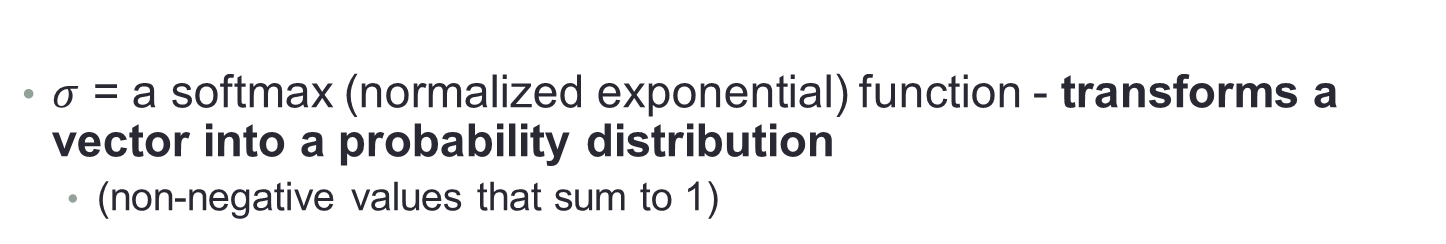 • 𝜎 = a softmax (normalized exponential) function - transforms a
vector into a probability distribution
• (non-negative values that sum to 1)